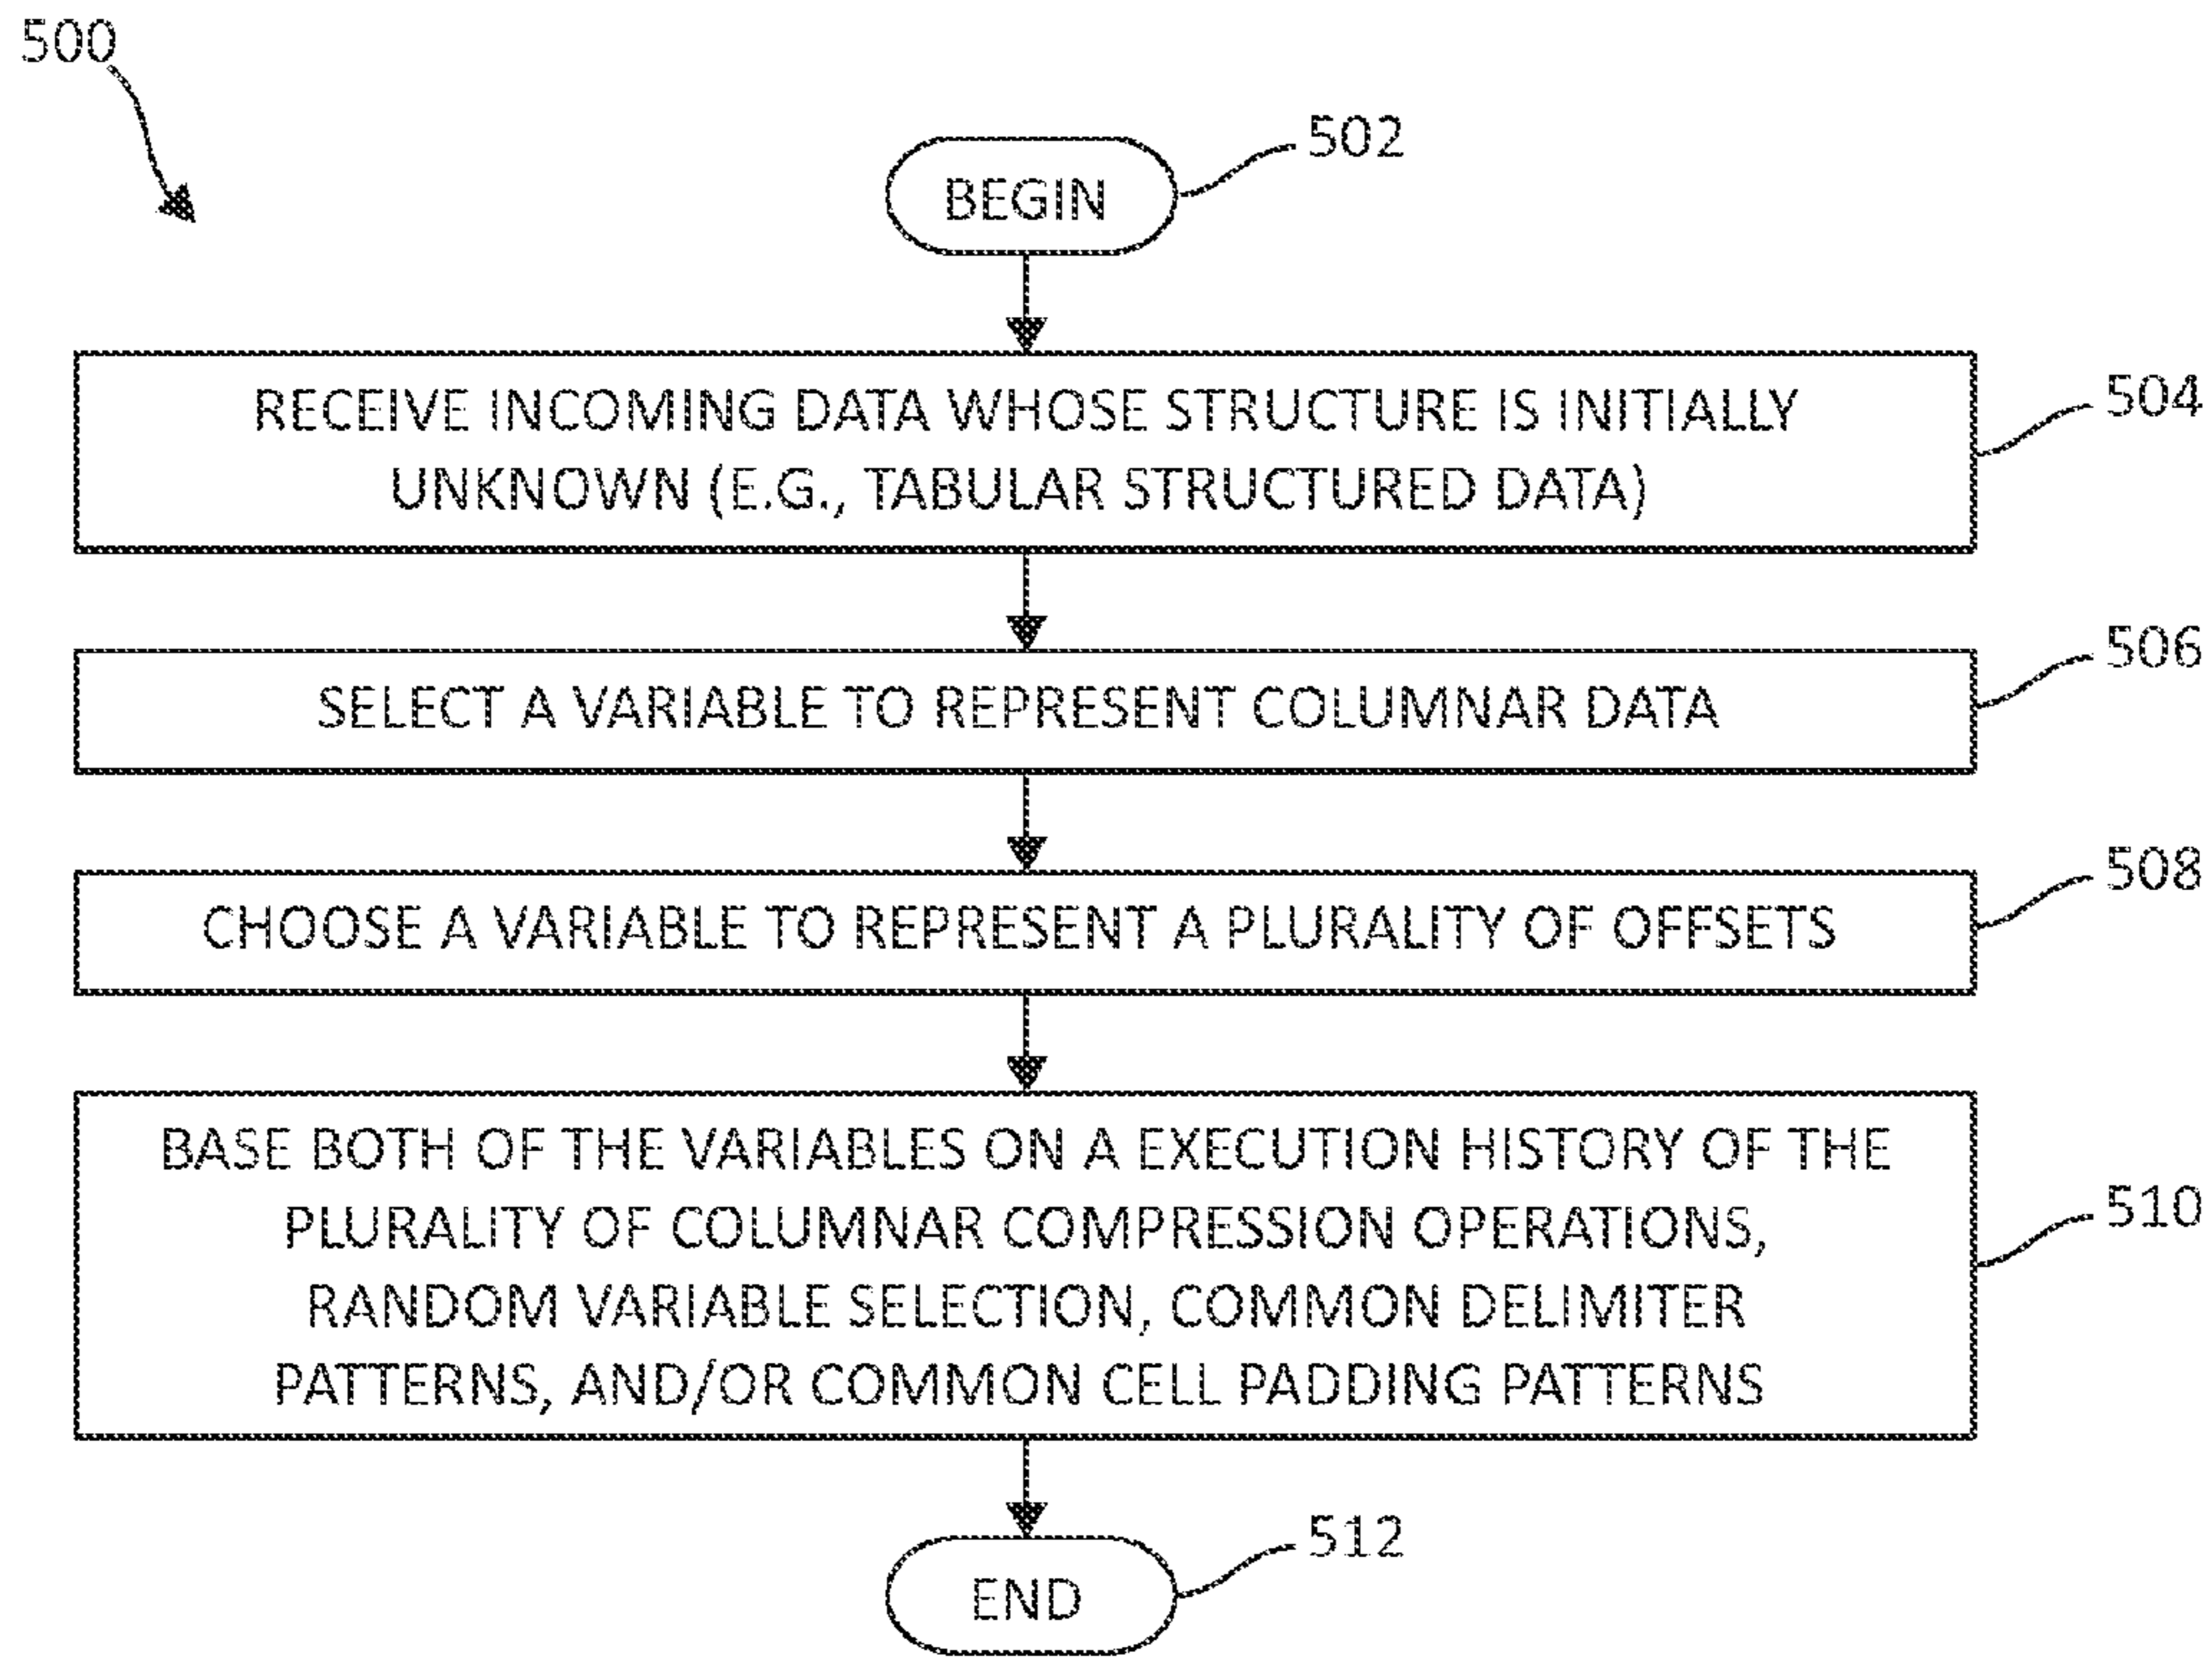 500
BEGIN
502
RECEIVE INCOMING DATA WHOSE STRUCTURE IS INITIALLY
UNKNOWN (E.G., TABULAR STRUCTURED DATA)
504
SELECT A VARIABLE TO REPRESENT COLUMNAR DATA
506
CHOOSE A VARIABLE TO REPRESENT A PLURALITY OF OFFSETS
508
BASE BOTH OF THE VARIABLES ON A EXECUTION HISTORY OF THE
PLURALITY OF COLUMNAR COMPRESSION OPERATIONS,
RANDOM VARIABLE SELECTION, COMMON DELIMITER
PATTERNS, AND/OR COMMON CELL PADDING PATTERNS
510
END
512